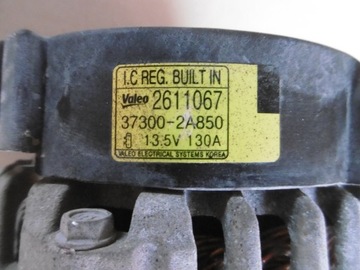 I.C REG. BUILT IN
Valeo 2611067
37300-2A850
13.5V 130A
VALEO ELECTRICAL SYSTEMS KOREA